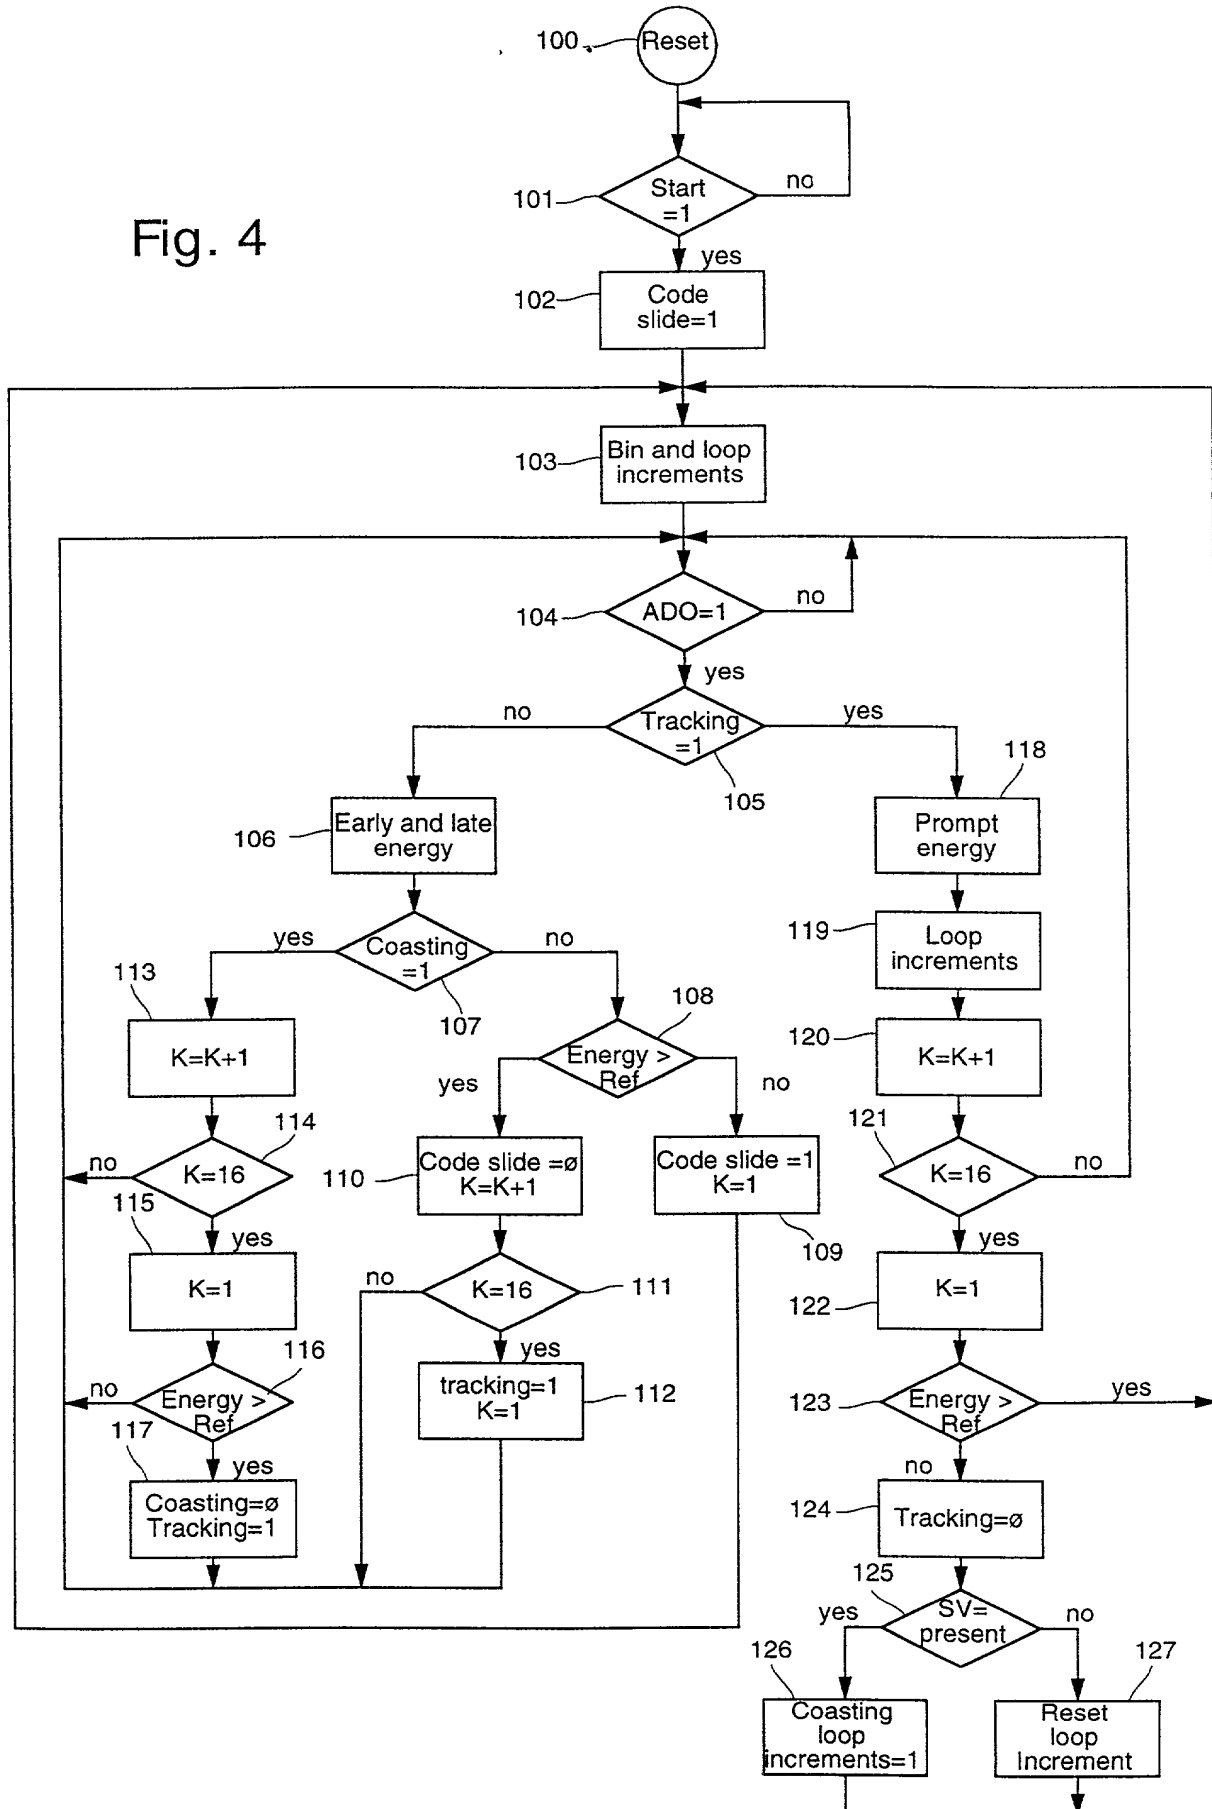 100
Reset
101
Start
=1
no
Fig. 4
yes
102
Code
slide=1
103
Bin and loop
increments
104
ADO=1
no
yes
no
Tracking
=1
yes
105
118
106
Early and late
energy
Prompt
energy
yes
Coasting
=1
no
119
Loop
increments
113
107
108
K=K+1
Energy >
Ref
120
K=K+1
yes
no
114
121
no
K=16
110
Code slide =ø
K=K+1
Code slide =1
K=1
K=16
no
115
yes
109
yes
K=1
no
K=16
111
122
K=1
116
yes
no
Energy >
Ref
tracking=1
K=1
112
123
Energy >
Ref
yes
117
yes
no
Coasting=ø
Tracking=1
124
Tracking=ø
125
yes
SV=
present
no
126
127
Coasting
loop
increments=1
Reset
loop
Increment